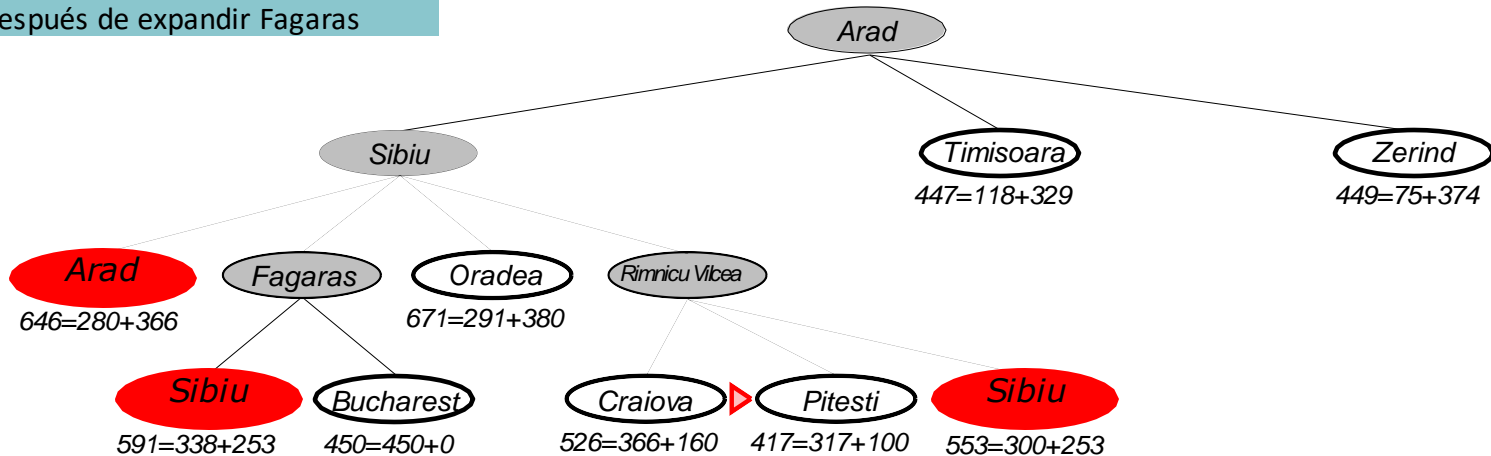 espués de expandir Fagaras
Arad
Sibiu
Timisoara
Zerind
447=118+329
449=75+374
Arad
Fagaras
Oradea
Rimnicu Vilcea
646=280+366
671=291+380
Sibiu
Bucharest
Craiova
Pitesti
Sibiu
591=338+253
450=450+0
526=366+160
417=317+100
553=300+253